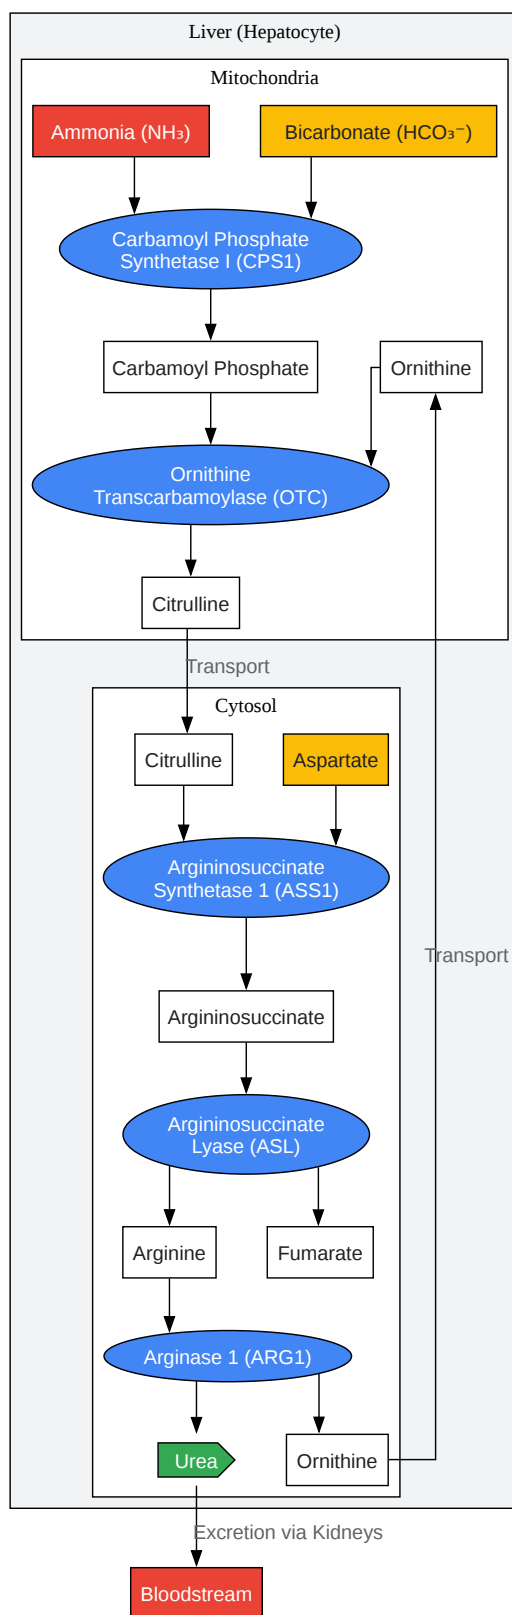 Liver (Hepatocyte)
Mitochondria
Ammonia (NH₃)
Bicarbonate (HCO₃⁻)
Carbamoyl Phosphate
Synthetase I (CPS1)
Carbamoyl Phosphate
Ornithine
Ornithine
Transcarbamoylase (OTC)
Citrulline
Transport
Cytosol
Citrulline
Aspartate
Argininosuccinate
Synthetase 1 (ASS1)
Transport
Argininosuccinate
Argininosuccinate
Lyase (ASL)
Arginine
Fumarate
Arginase 1 (ARG1)
Urea
Ornithine
Excretion via Kidneys
Bloodstream